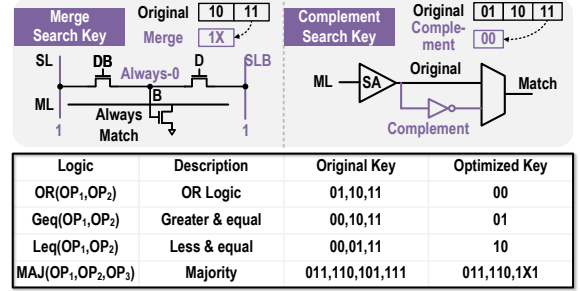 Merge
Search Key
Original 10 11
Merge 1X
SL DB Always-0 D SLB
B
ML
Always
Match
1 1
Complement
Search Key
Original 01 10 11
Comple-
ment 00
ML SA Original Match
Complement
Logic Description Original Key Optimized Key
OR(OP₁,OP₂) OR Logic 01,10,11 00
Geq(OP₁,OP₂) Greater & equal 00,10,11 01
Leq(OP₁,OP₂) Less & equal 00,01,11 10
MAJ(OP₁,OP₂,OP₃) Majority 011,110,101,111 011,110,1X1